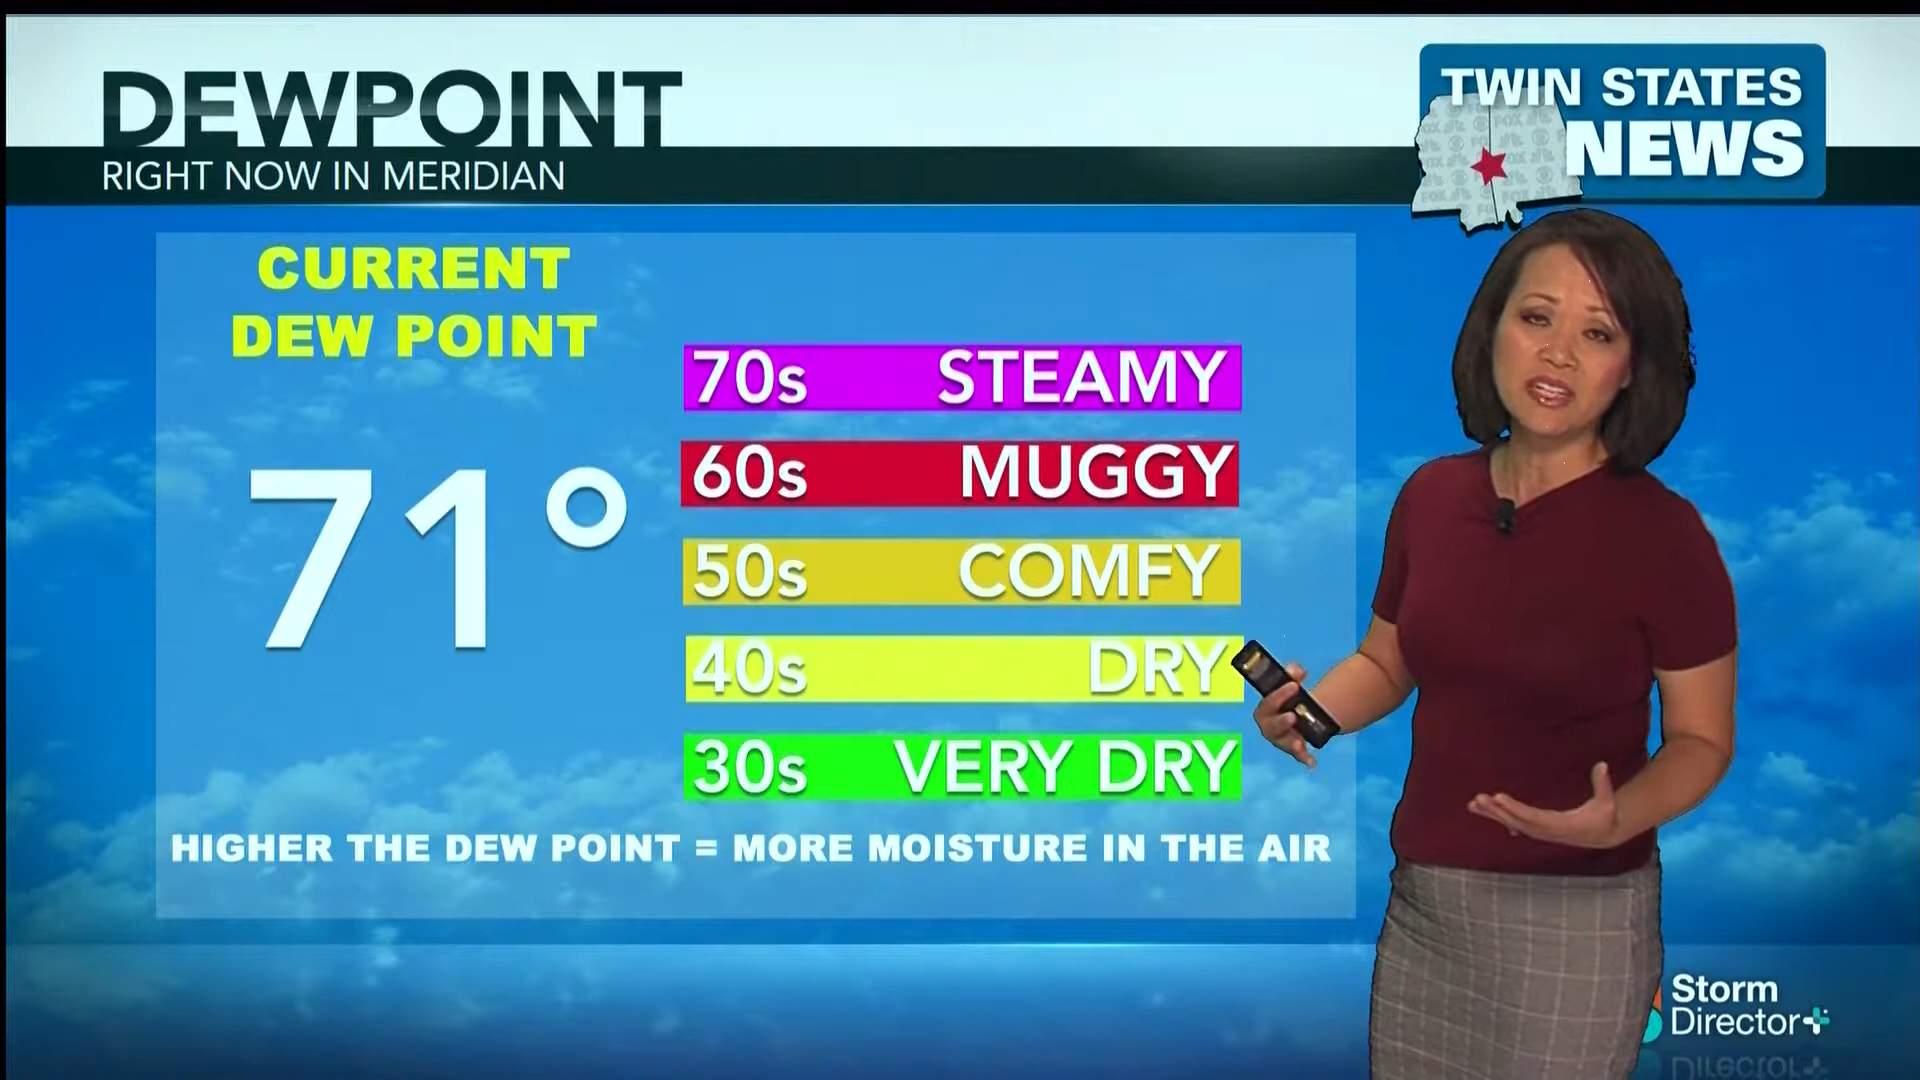 DEWPOINT
RIGHT NOW IN MERIDIAN
TWIN STATES
NEWS
CURRENT
DEW POINT
71°
70s STEAMY
60s MUGGY
50s COMFY
40s DRY
30s VERY DRY
HIGHER THE DEW POINT = MORE MOISTURE IN THE AIR
Storm
Director+